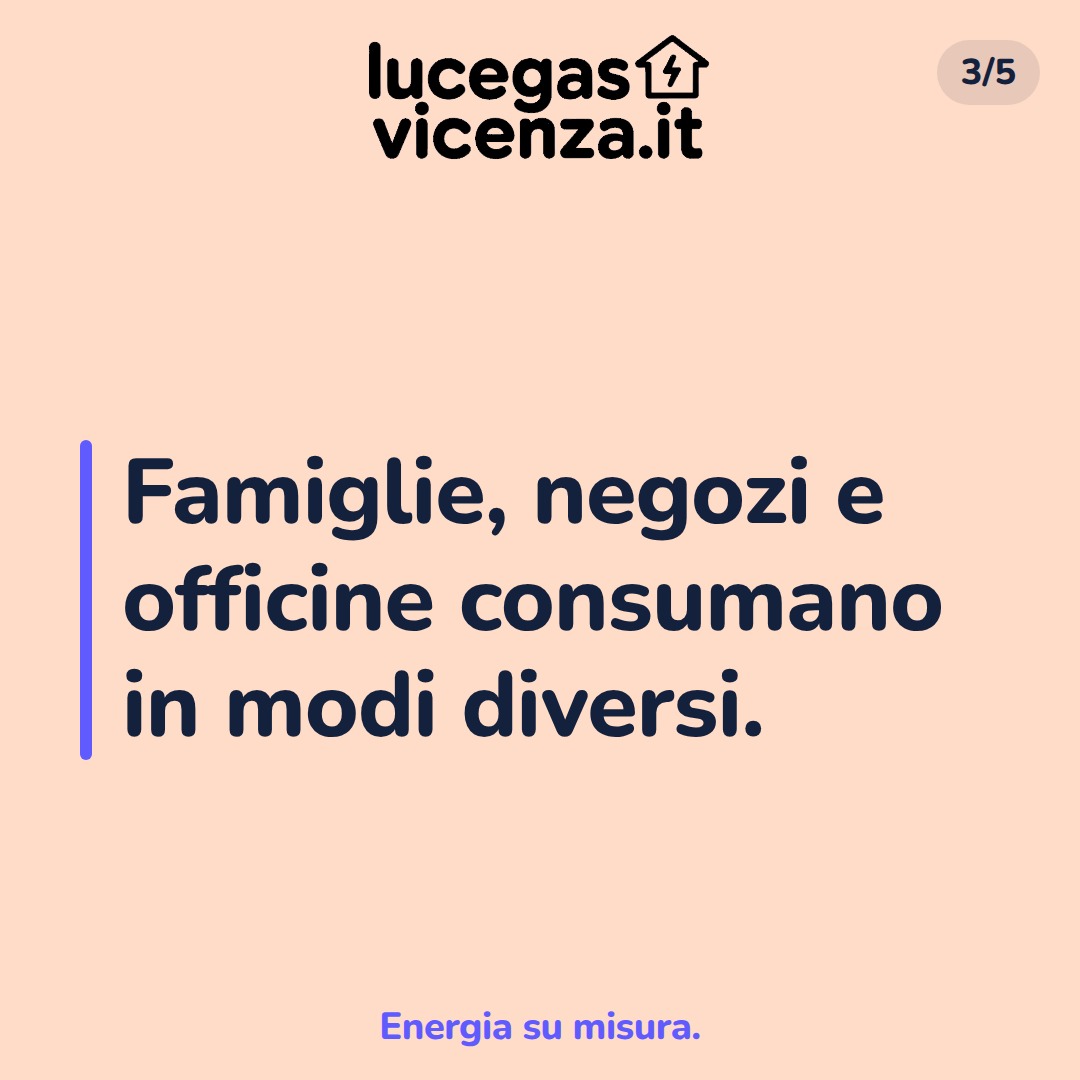 lucegas
vicenza.it
3/5
Famiglie, negozi e
officine consumano
in modi diversi.
Energia su misura.